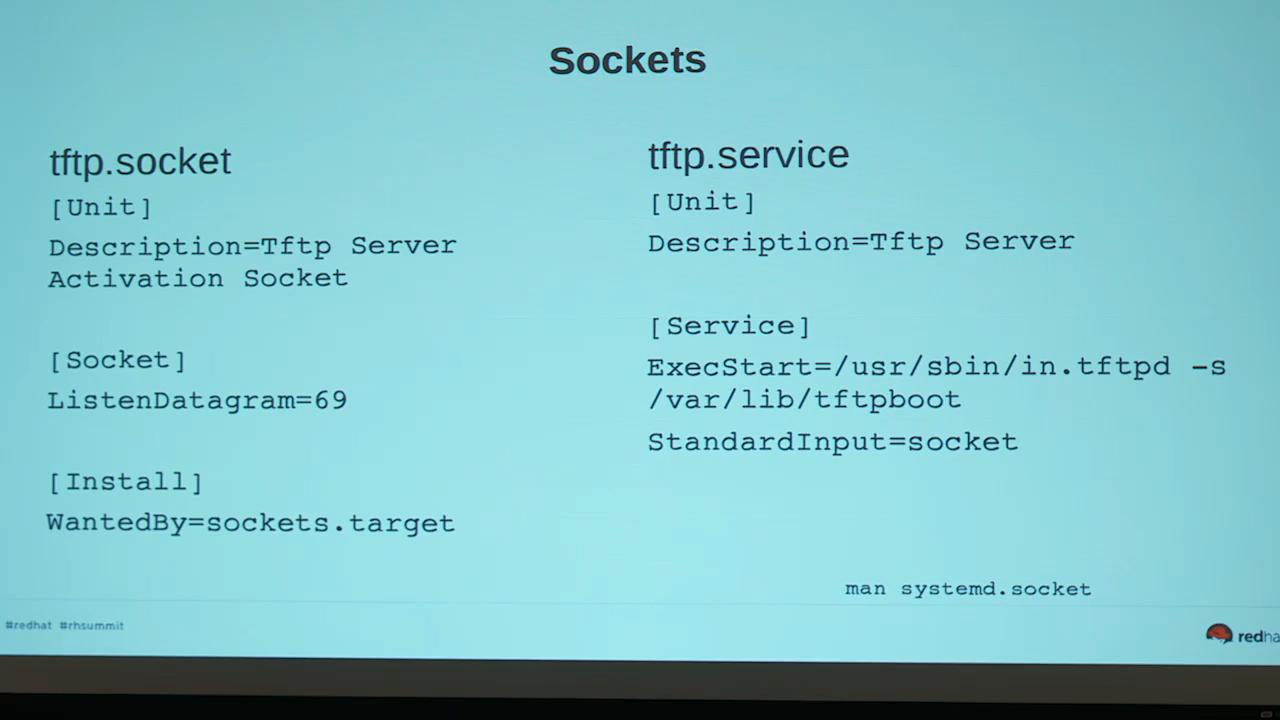 Sockets
tftp.socket
[Unit]
Description=Tftp Server
Activation Socket
[Socket]
ListenDatagram=69
[Install]
WantedBy=sockets.target
tftp.service
[Unit]
Description=Tftp Server
[Service]
ExecStart=/usr/sbin/in.tftpd -s
/var/lib/tftpboot
StandardInput=socket
man systemd.socket
#redhat #rhsummit
redha